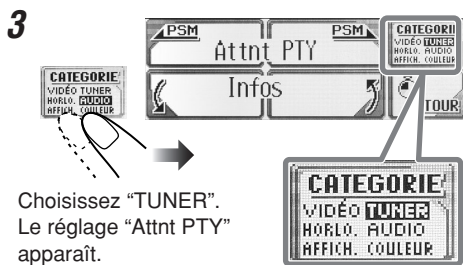 3
PSM PSM CATEGORIE
Attnt PTY VIDÉO TUNER
HORLO. AUDIO
AFFICH. COULEUR
CATEGORIE
VIDÉO TUNER Infos
HORLO. AUDIO TOUR
AFFICH. COULEUR
Choisissez “TUNER”.
Le réglage “Attnt PTY”
apparaît.
CATEGORIE
VIDÉO TUNER
HORLO. AUDIO
AFFICH. COULEUR